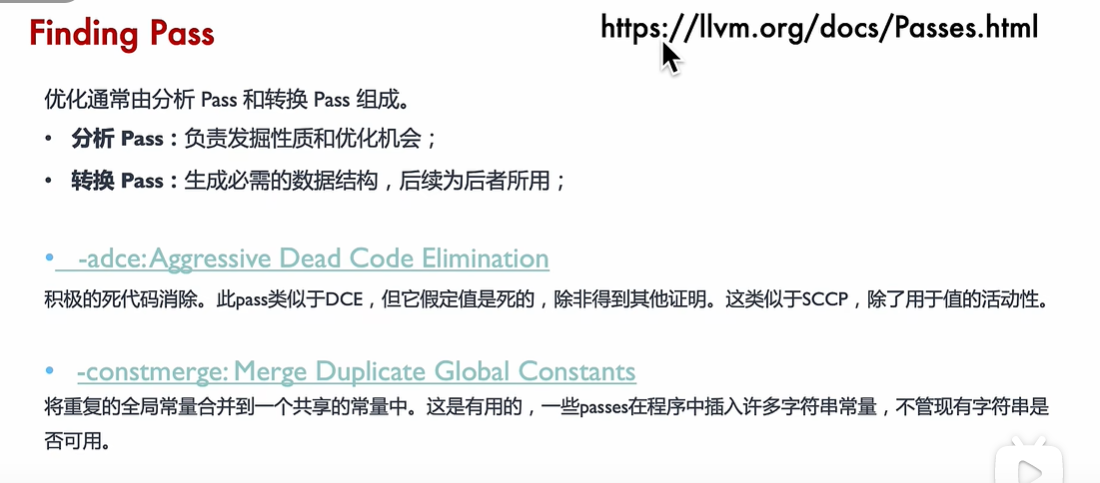 Finding Pass
https://llvm.org/docs/Passes.html
优化通常由分析 Pass 和转换 Pass 组成。
• 分析 Pass：负责发掘性质和优化机会；
• 转换 Pass：生成必需的数据结构，后续为后者所用；
• -adce: Aggressive Dead Code Elimination
积极的死代码消除。此pass类似于DCE，但它假定值是死的，除非得到其他证明。这类似于SCCP，除了用于值的活动性。
• -constmerge: Merge Duplicate Global Constants
将重复的全局常量合并到一个共享的常量中。这是有用的，一些passes在程序中插入许多字符串常量，不管现有字符串是
否可用。